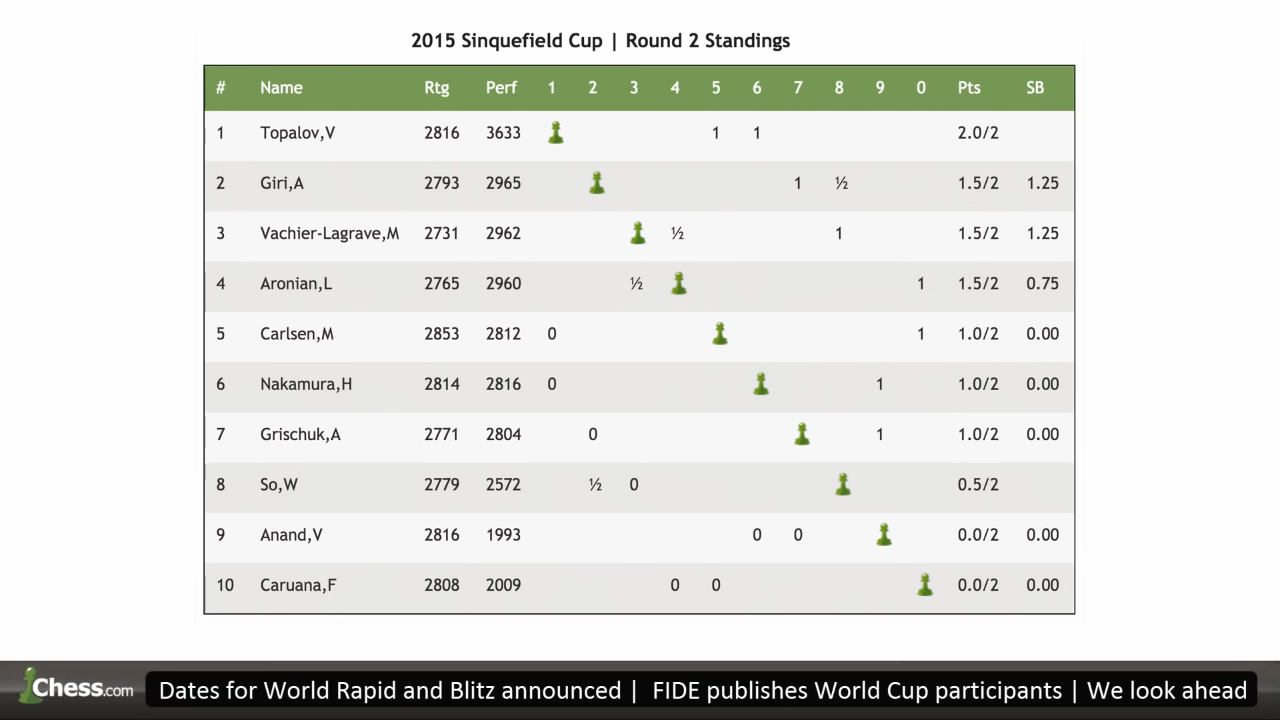 2015 Sinquefield Cup | Round 2 Standings
# Name Rtg Perf 1 2 3 4 5 6 7 8 9 0 Pts SB
1 Topalov,V 2816 3633 1 1 2.0/2
2 Giri,A 2793 2965 1 ½ 1.5/2 1.25
3 Vachier-Lagrave,M 2731 2962 ½ 1 1.5/2 1.25
4 Aronian,L 2765 2960 ½ 1 1.5/2 0.75
5 Carlsen,M 2853 2812 0 1 1.0/2 0.00
6 Nakamura,H 2814 2816 0 1 1.0/2 0.00
7 Grischuk,A 2771 2804 0 1 1.0/2 0.00
8 So,W 2779 2572 ½ 0 0.5/2
9 Anand,V 2816 1993 0 0 0.0/2 0.00
10 Caruana,F 2808 2009 0 0 0.0/2 0.00
Chess.com Dates for World Rapid and Blitz announced | FIDE publishes World Cup participants | We look ahead